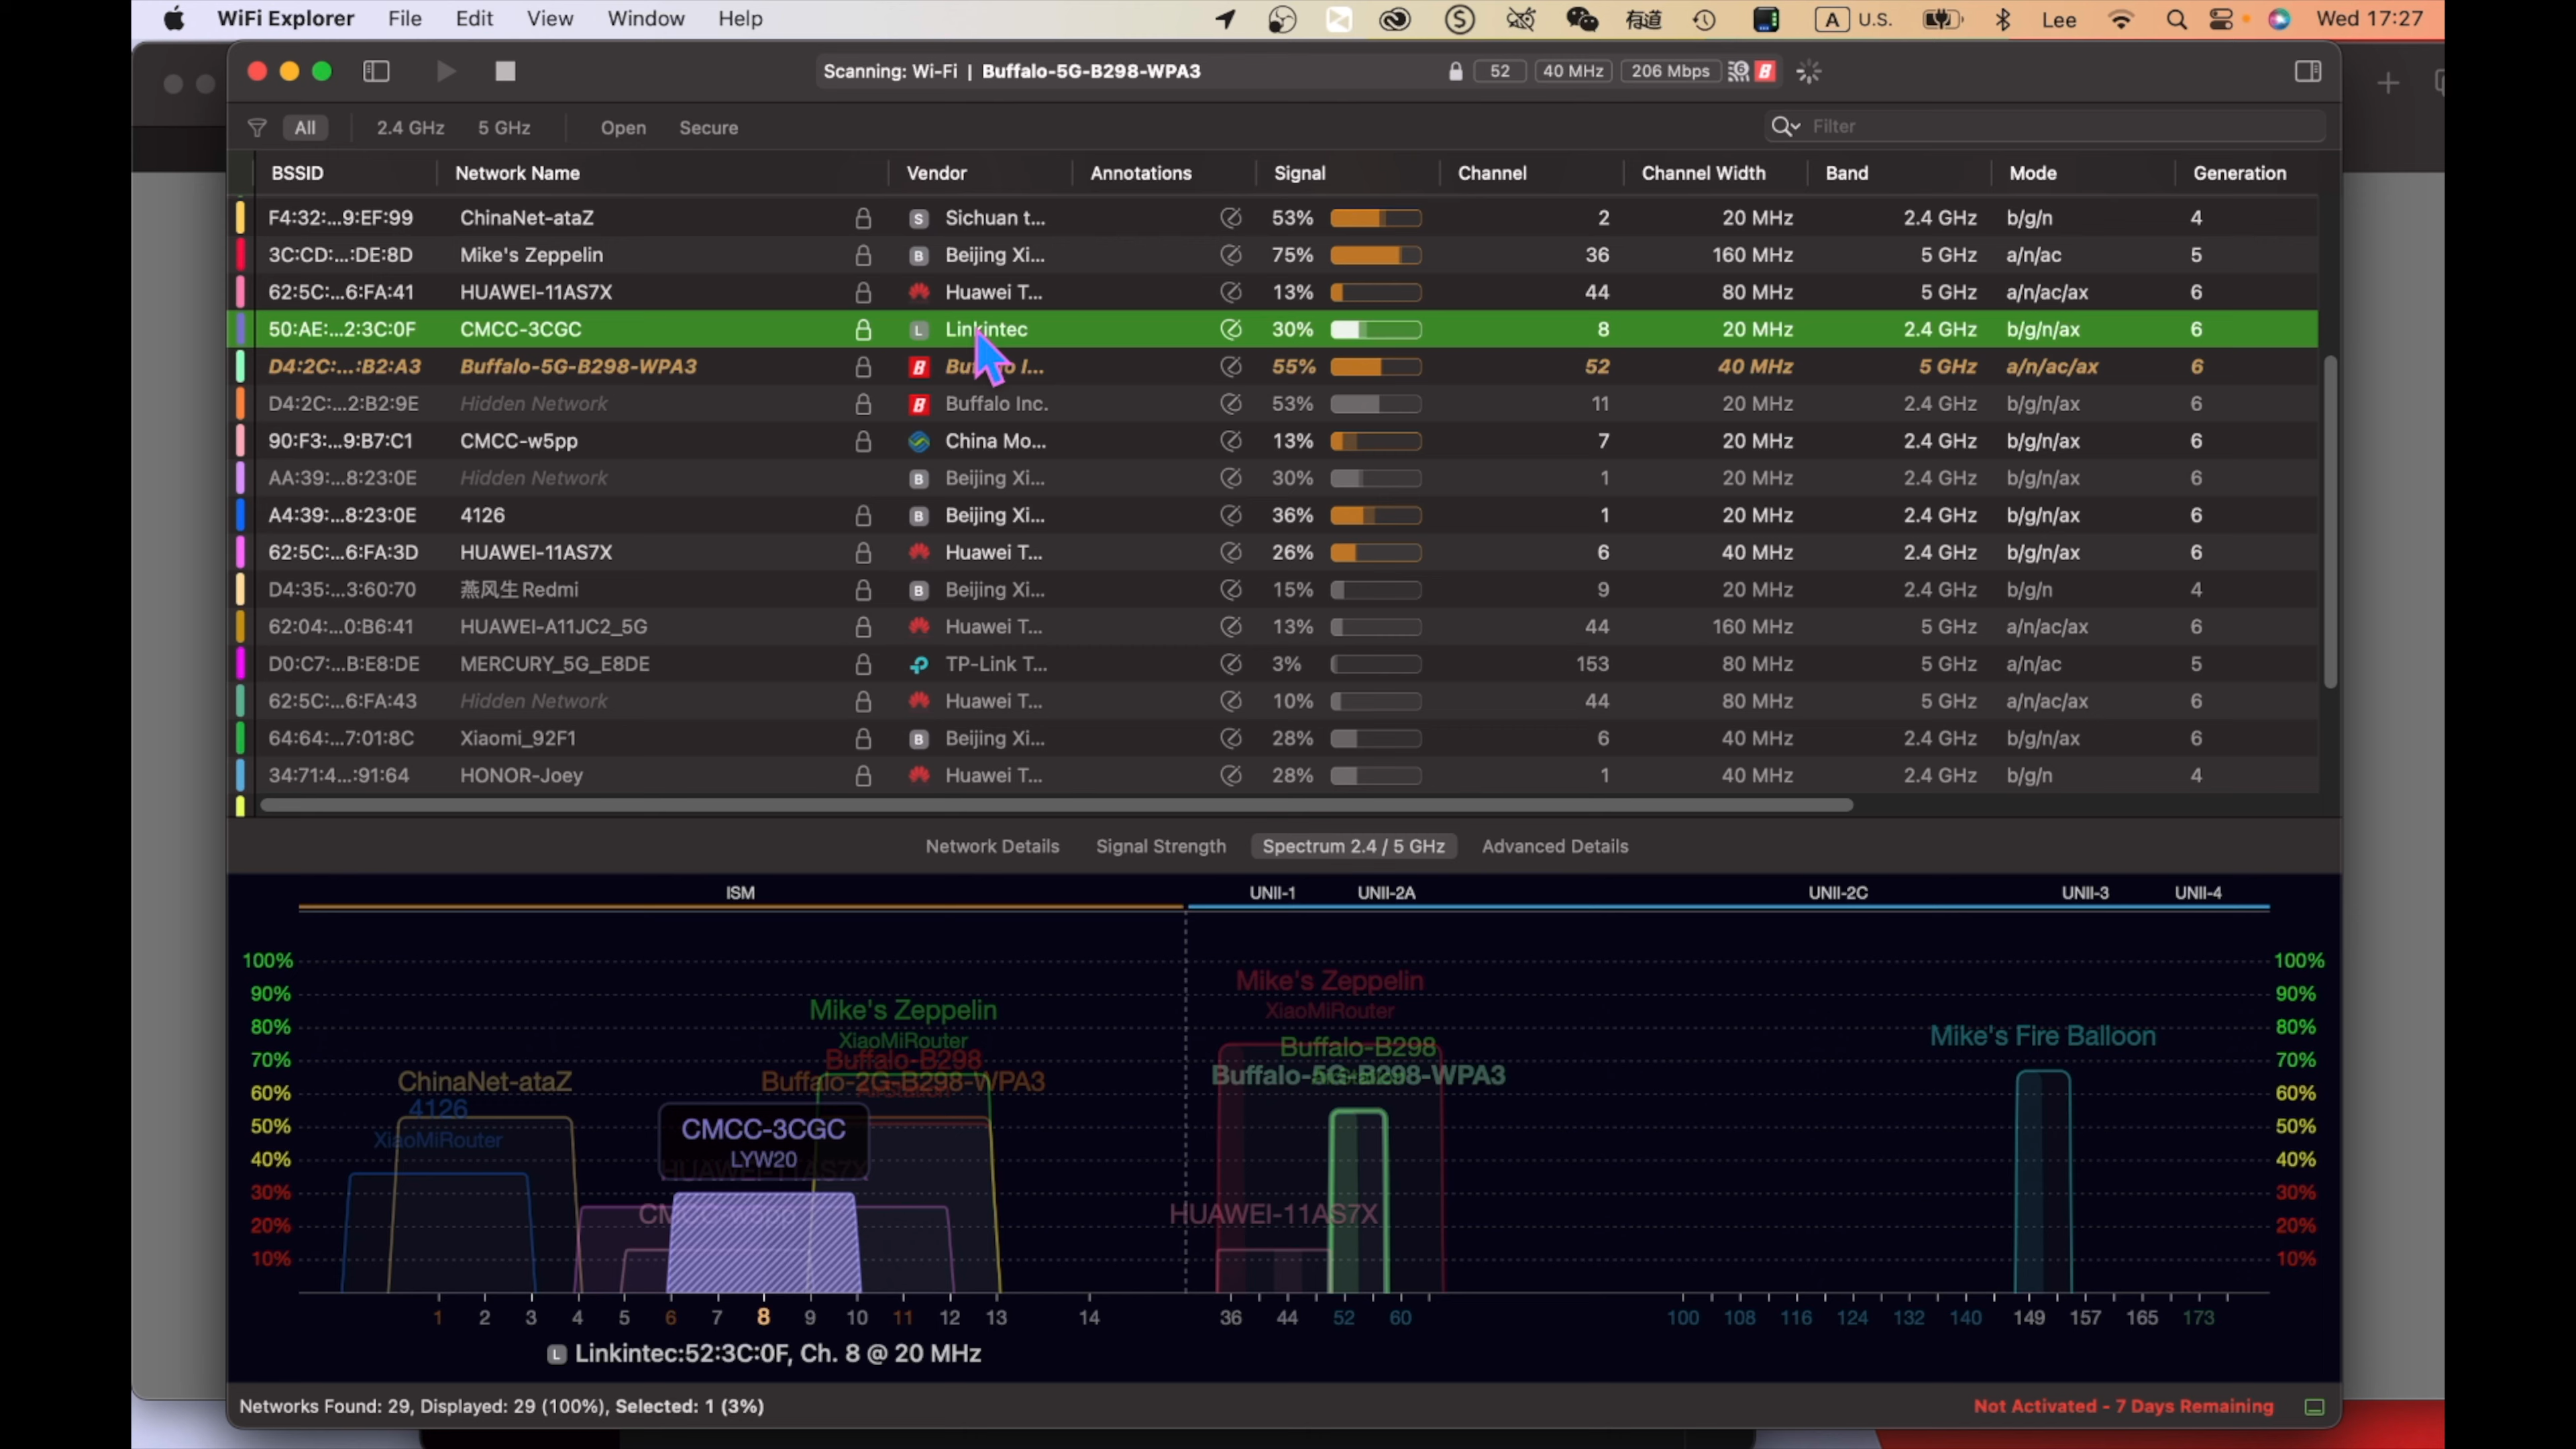 WiFi Explorer File Edit View Window Help 有道 A U.S. Lee Wed 17:27
Scanning: Wi-Fi | Buffalo-5G-B298-WPA3 52 40 MHz 206 Mbps
All 2.4 GHz 5 GHz Open Secure Filter
BSSID Network Name Vendor Annotations Signal Channel Channel Width Band Mode Generation
F4:32:...9:EF:99 ChinaNet-ataZ S Sichuan t... 53% 2 20 MHz 2.4 GHz b/g/n 4
3C:CD:...:DE:8D Mike's Zeppelin B Beijing Xi... 75% 36 160 MHz 5 GHz a/n/ac 5
62:5C:...6:FA:41 HUAWEI-11AS7X Huawei T... 13% 44 80 MHz 5 GHz a/n/ac/ax 6
50:AE:...2:3C:0F CMCC-3CGC L Linkintec 30% 8 20 MHz 2.4 GHz b/g/n/ax 6
D4:2C:...:B2:A3 Buffalo-5G-B298-WPA3 I... 55% 52 40 MHz 5 GHz a/n/ac/ax 6
D4:2C:...2:B2:9E Hidden Network Buffalo Inc. 53% 11 20 MHz 2.4 GHz b/g/n/ax 6
90:F3:...9:B7:C1 CMCC-w5pp China Mo... 13% 7 20 MHz 2.4 GHz b/g/n/ax 6
AA:39:...8:23:0E Hidden Network B Beijing Xi... 30% 1 20 MHz 2.4 GHz b/g/n/ax 6
A4:39:...8:23:0E 4126 B Beijing Xi... 36% 1 20 MHz 2.4 GHz b/g/n/ax 6
62:5C:...6:FA:3D HUAWEI-11AS7X Huawei T... 26% 6 40 MHz 2.4 GHz b/g/n/ax 6
D4:35:...3:60:70 燕风生Redmi B Beijing Xi... 15% 9 20 MHz 2.4 GHz b/g/n 4
62:04:...0:B6:41 HUAWEI-A11JC2_5G Huawei T... 13% 44 160 MHz 5 GHz a/n/ac/ax 6
D0:C7:...B:E8:DE MERCURY_5G_E8DE TP-Link T... 3% 153 80 MHz 5 GHz a/n/ac 5
62:5C:...6:FA:43 Hidden Network Huawei T... 10% 44 80 MHz 5 GHz a/n/ac/ax 6
64:64:...7:01:8C Xiaomi_92F1 B Beijing Xi... 28% 6 40 MHz 2.4 GHz b/g/n/ax 6
34:71:4...:91:64 HONOR-Joey Huawei T... 28% 1 40 MHz 2.4 GHz b/g/n 4
Network Details Signal Strength Spectrum 2.4 / 5 GHz Advanced Details
ISM UNII-1 UNII-2A UNII-2C UNII-3 UNII-4
100% 100%
90% 90%
80% 80%
70% 70%
60% 60%
50% 50%
40% 40%
30% 30%
20% 20%
10% 10%
Mike's Zeppelin
XiaoMiRouter
Buffalo-B298
Buffalo-2G-B298-WPA3
ChinaNet-ataZ
4126
XiaoMiRouter
CMCC-3CGC
LYW20
HUAWEI-11AS7X
Mike's Zeppelin
XiaoMiRouter
Buffalo-B298
Buffalo-5G-B298-WPA3
HUAWEI-11AS7X
Mike's Fire Balloon
1 2 3 4 5 6 7 8 9 10 11 12 13 14 36 44 52 60 100 108 116 124 132 140 149 157 165 173
L Linkintec:52:3C:0F, Ch. 8 @ 20 MHz
Networks Found: 29, Displayed: 29 (100%), Selected: 1 (3%) Not Activated - 7 Days Remaining